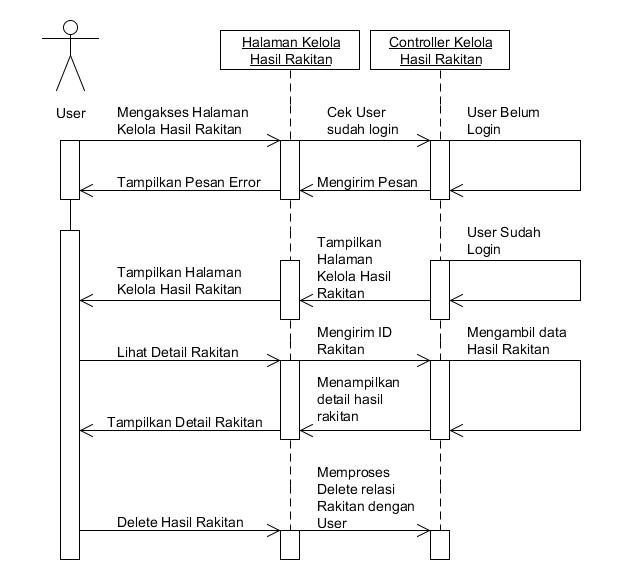 Halaman Kelola
Hasil Rakitan
Controller Kelola
Hasil Rakitan
User
Mengakses Halaman
Kelola Hasil Rakitan
Cek User
sudah login
User Belum
Login
Tampilkan Pesan Error
Mengirim Pesan
User Sudah
Login
Tampilkan
Halaman
Kelola Hasil
Rakitan
Tampilkan Halaman
Kelola Hasil Rakitan
Lihat Detail Rakitan
Mengirim ID
Rakitan
Mengambil data
Hasil Rakitan
Menampilkan
detail hasil
rakitan
Tampilkan Detail Rakitan
Delete Hasil Rakitan
Memproses
Delete relasi
Rakitan dengan
User